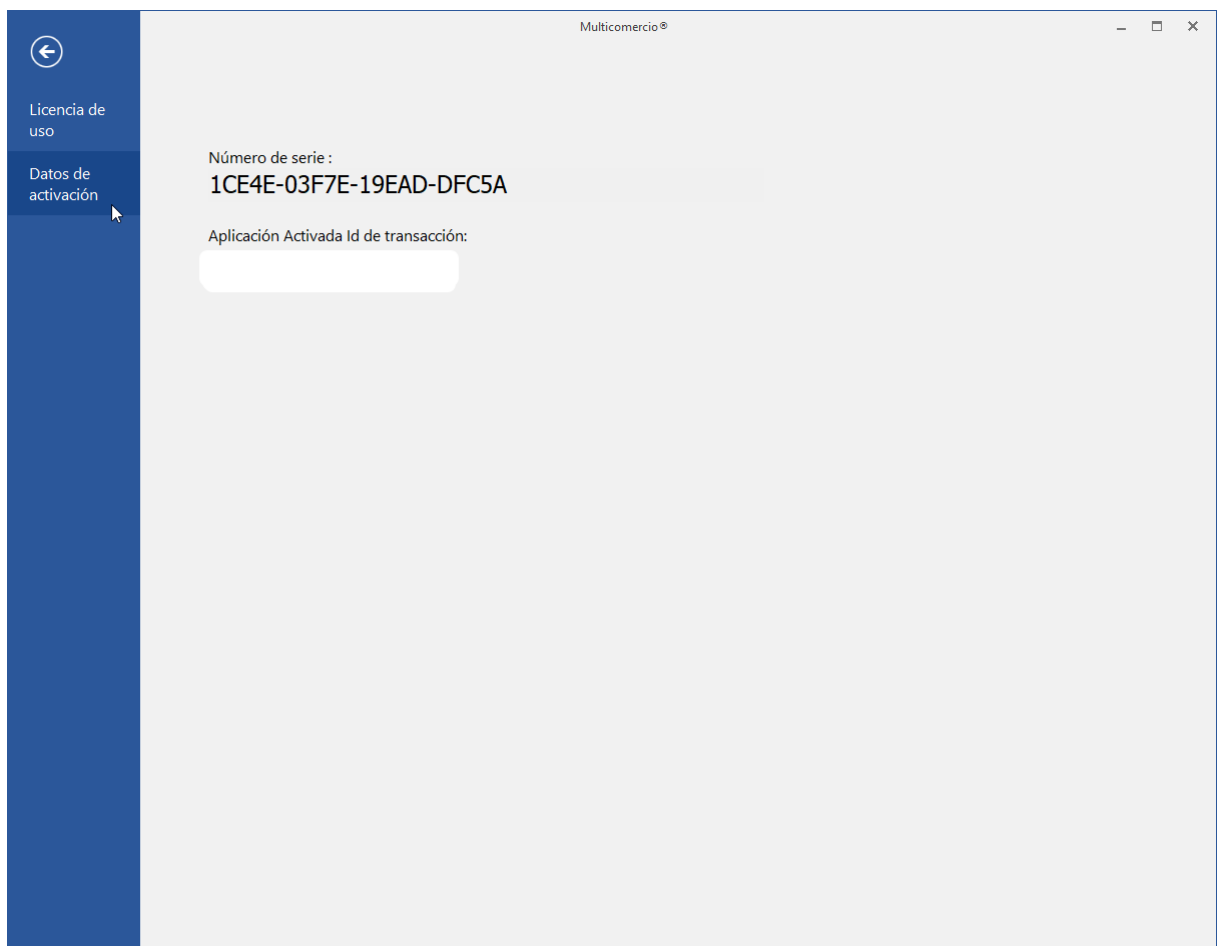 Multicomercio®
Licencia de
uso
Datos de
activación
Número de serie :
1CE4E-03F7E-19EAD-DFC5A
Aplicación Activada Id de transacción: